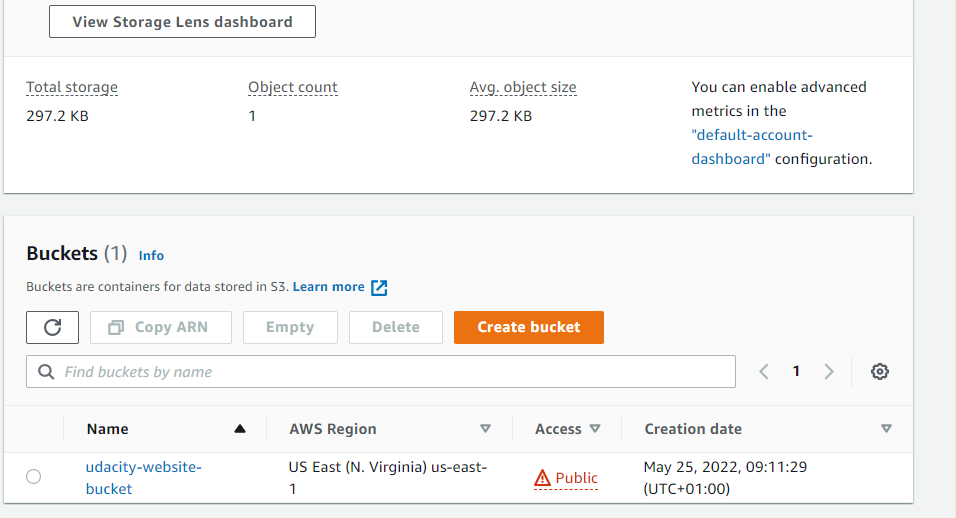 View Storage Lens dashboard
Total storage
297.2 KB
Object count
1
Avg. object size
297.2 KB
You can enable advanced
metrics in the
"default-account-
dashboard" configuration.
Buckets (1) Info
Buckets are containers for data stored in S3. Learn more
Copy ARN
Empty
Delete
Create bucket
Find buckets by name
1
Name
AWS Region
Access
Creation date
udacity-website-
bucket
US East (N. Virginia) us-east-
1
Public
May 25, 2022, 09:11:29
(UTC+01:00)